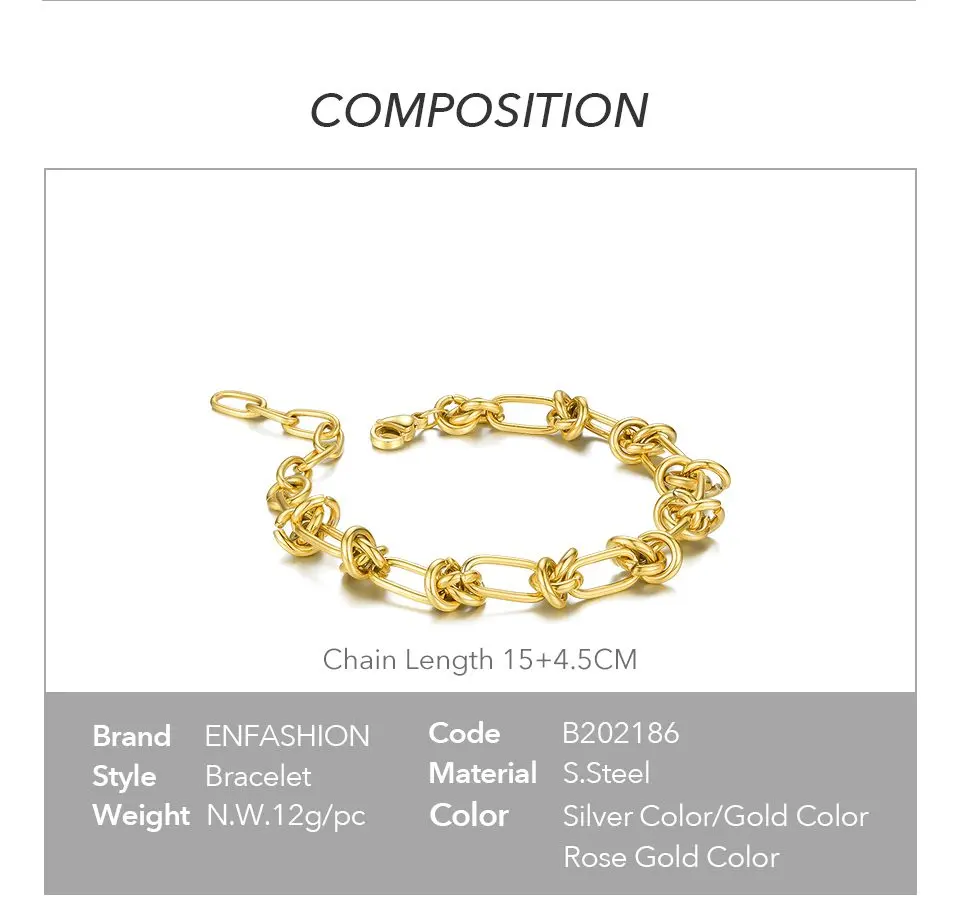 COMPOSITION
Chain Length 15+4.5CM
Brand ENFASHION
Style Bracelet
Weight N.W.12g/pc
Code B202186
Material S.Steel
Color Silver Color/Gold Color
Rose Gold Color